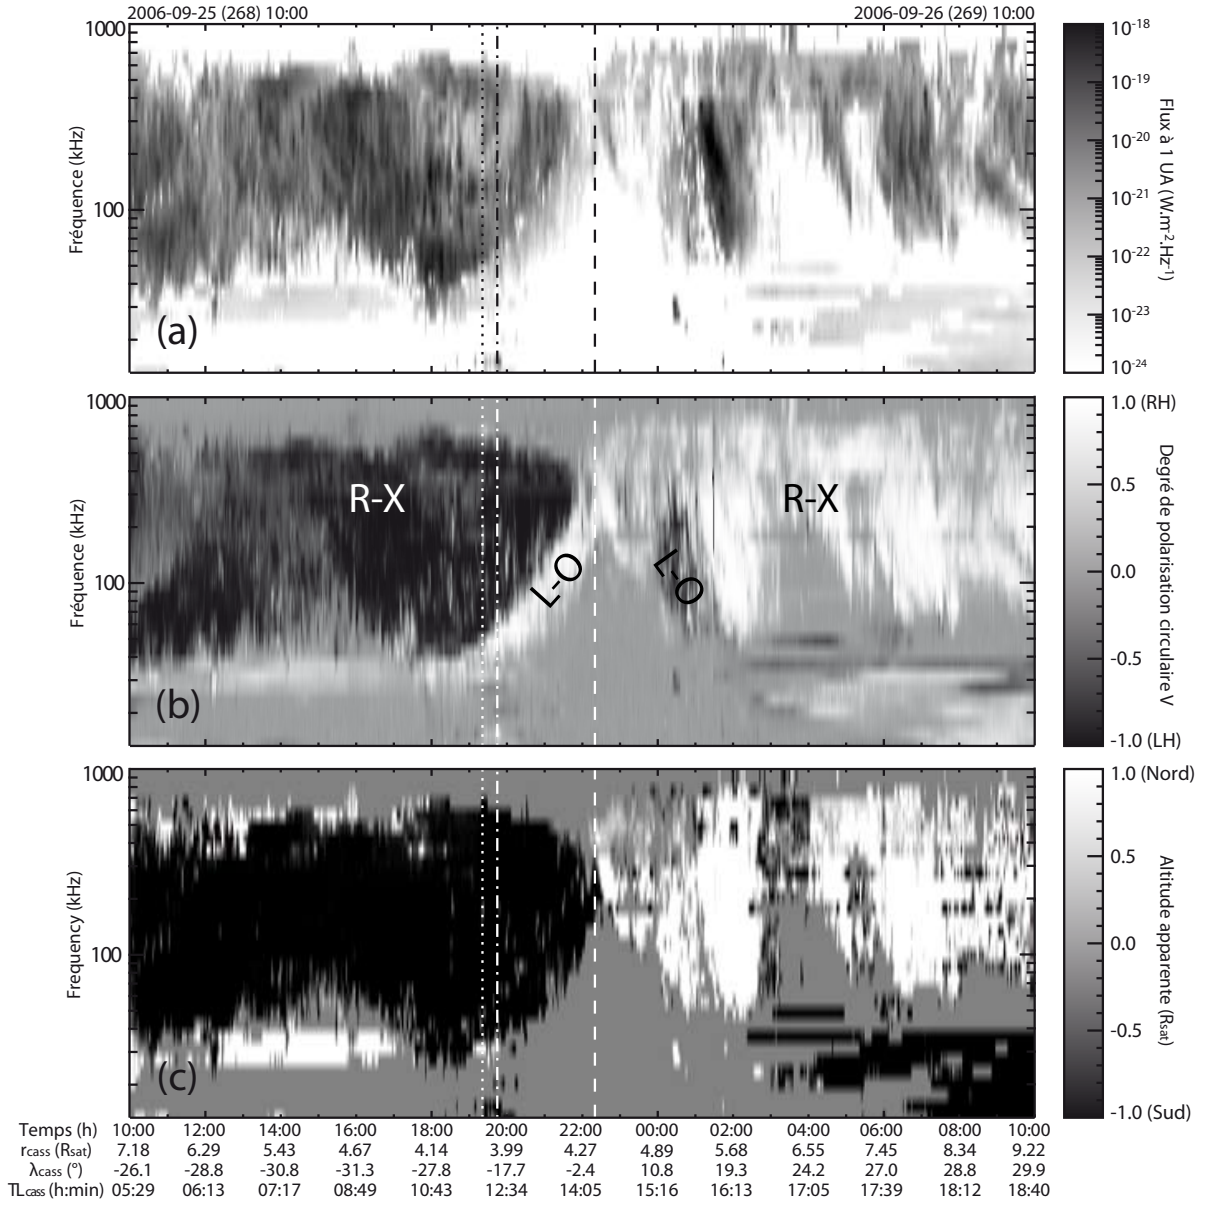 2006-09-25 (268) 10:00 2006-09-26 (269) 10:00
1000
100
Fréquence (kHz)
(a)
10-18
10-19
10-20
10-21
10-22
10-23
10-24
Flux à 1 UA (W.m-2.Hz-1)
1000
100
Fréquence (kHz)
R-X
L-O
L-O
R-X
(b)
1.0 (RH)
0.5
0.0
-0.5
-1.0 (LH)
Degré de polarisation circulaire V
1000
100
Frequency (kHz)
(c)
1.0 (Nord)
0.5
0.0
-0.5
-1.0 (Sud)
Altitude apparente (Rsat)
Temps (h) 10:00 12:00 14:00 16:00 18:00 20:00 22:00 00:00 02:00 04:00 06:00 08:00 10:00
rcass (Rsat) 7.18 6.29 5.43 4.67 4.14 3.99 4.27 4.89 5.68 6.55 7.45 8.34 9.22
λcass (°) -26.1 -28.8 -30.8 -31.3 -27.8 -17.7 -2.4 10.8 19.3 24.2 27.0 28.8 29.9
TLcass (h:min) 05:29 06:13 07:17 08:49 10:43 12:34 14:05 15:16 16:13 17:05 17:39 18:12 18:40